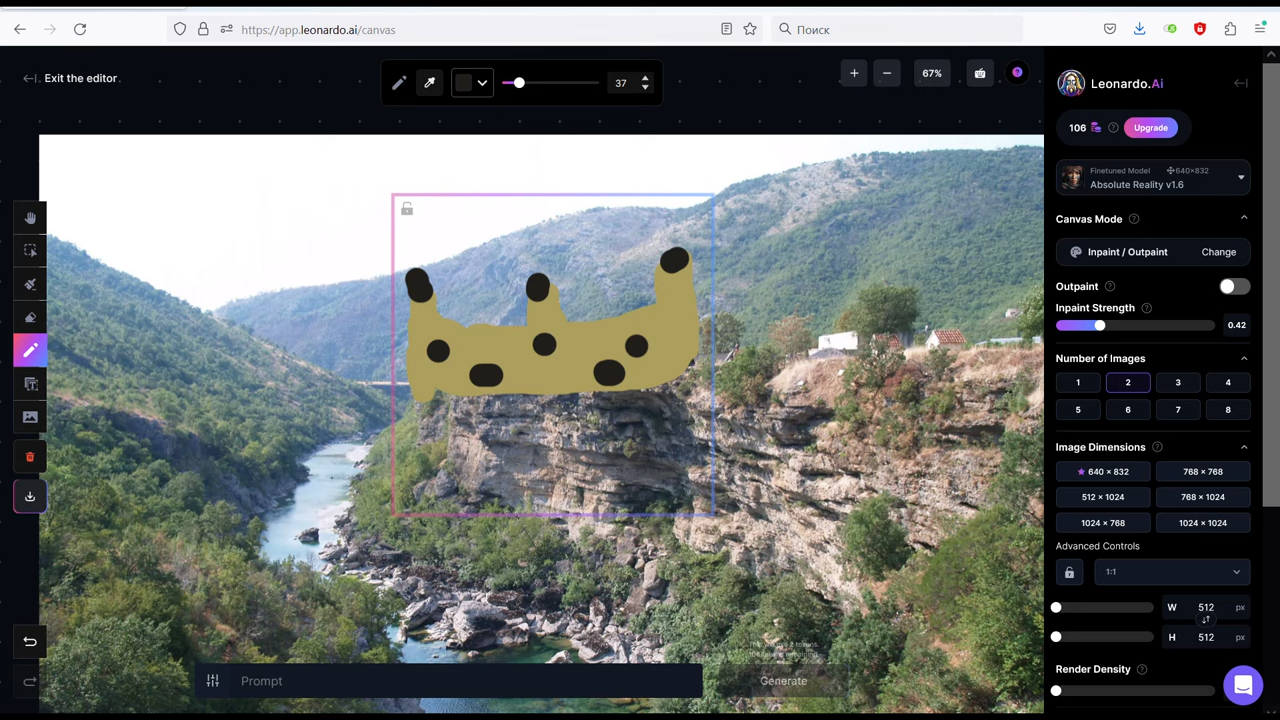 https://app.leonardo.ai/canvas
Поиск
Exit the editor
37
67%
Leonardo.Ai
106
Upgrade
Finetuned Model
640×832
Absolute Reality v1.6
Canvas Mode
Inpaint / Outpaint
Change
Outpaint
Inpaint Strength
0.42
Number of Images
1
2
3
4
5
6
7
8
Image Dimensions
640 × 832
768 × 768
512 × 1024
768 × 1024
1024 × 768
1024 × 1024
Advanced Controls
1:1
W 512 px
H 512 px
Render Density
Prompt
Generate